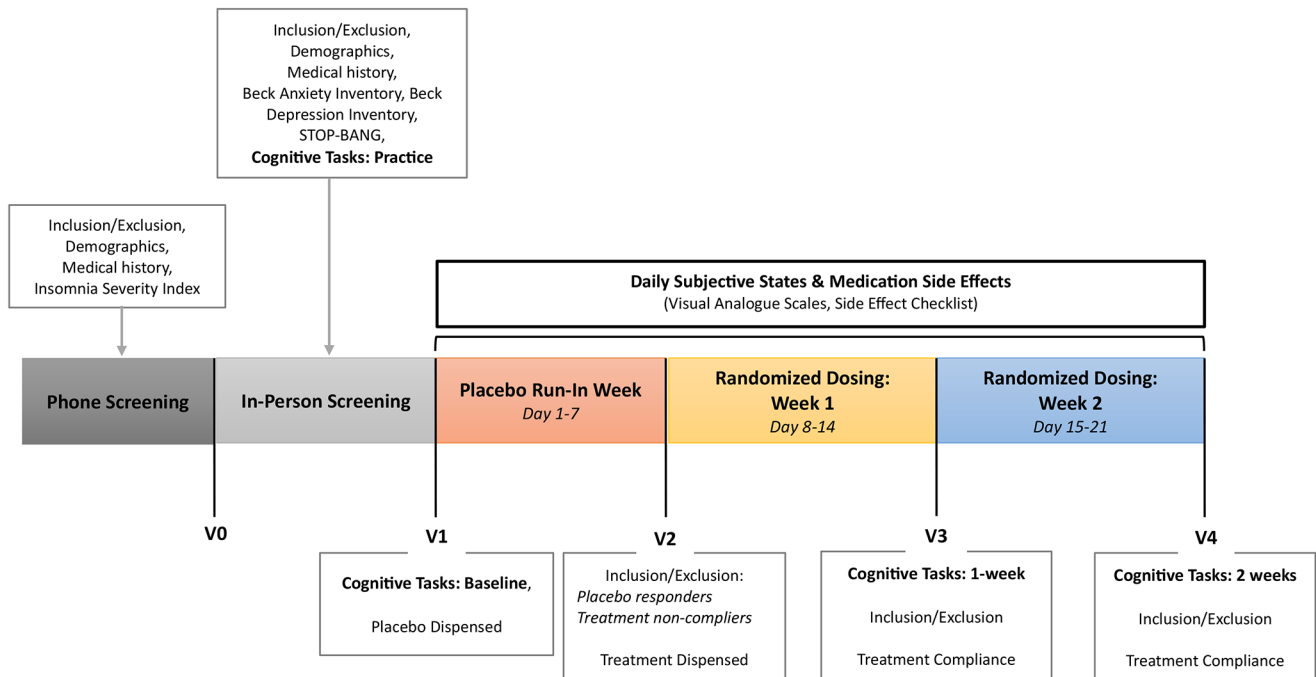 Inclusion/Exclusion,
Demographics,
Medical history,
Beck Anxiety Inventory, Beck
Depression Inventory,
STOP-BANG,
Cognitive Tasks: Practice
Inclusion/Exclusion,
Demographics,
Medical history,
Insomnia Severity Index
Daily Subjective States & Medication Side Effects
(Visual Analogue Scales, Side Effect Checklist)
Phone Screening
In-Person Screening
Placebo Run-In Week
Day 1-7
Randomized Dosing:
Week 1
Day 8-14
Randomized Dosing:
Week 2
Day 15-21
V0
V1
V2
V3
V4
Cognitive Tasks: Baseline,
Placebo Dispensed
Inclusion/Exclusion:
Placebo responders
Treatment non-compliers
Treatment Dispensed
Cognitive Tasks: 1-week
Inclusion/Exclusion
Treatment Compliance
Cognitive Tasks: 2 weeks
Inclusion/Exclusion
Treatment Compliance